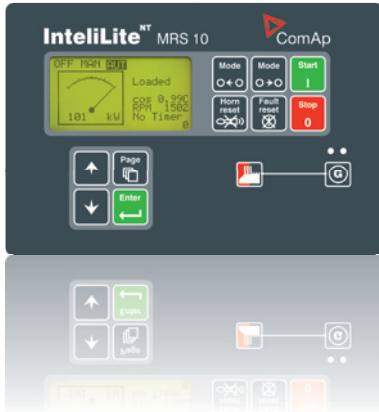 InteliLite NT MRS 10
ComAp
OFF MAN AUT
Loaded
cos 0.99C
RPM 1502
No Timer
0
101 kW
Mode
Mode
Start
I
Horn reset
Fault reset
Stop
0
Page
Enter
G